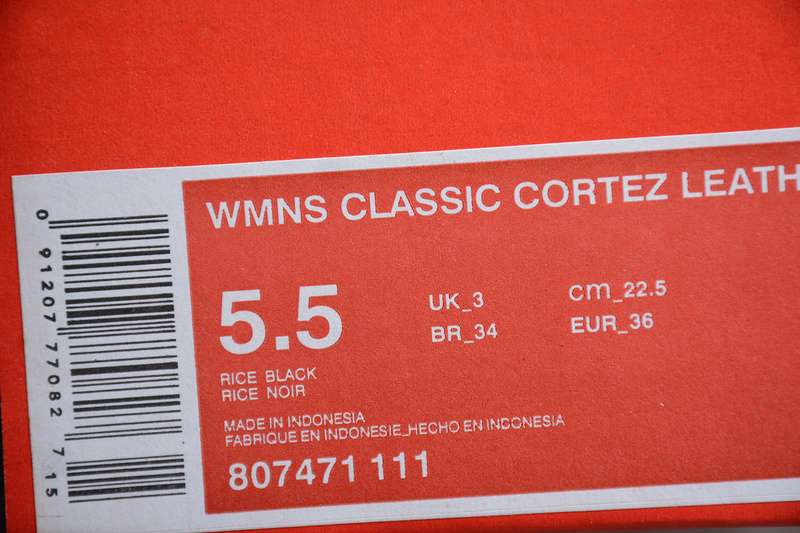 WMNS CLASSIC CORTEZ LEATH
5.5
UK_3
cm_22.5
BR_34
EUR_36
RICE BLACK
RICE NOIR
MADE IN INDONESIA
FABRIQUE EN INDONESIE_HECHO EN INDONESIA
807471 111
0 91207 77082 7 15